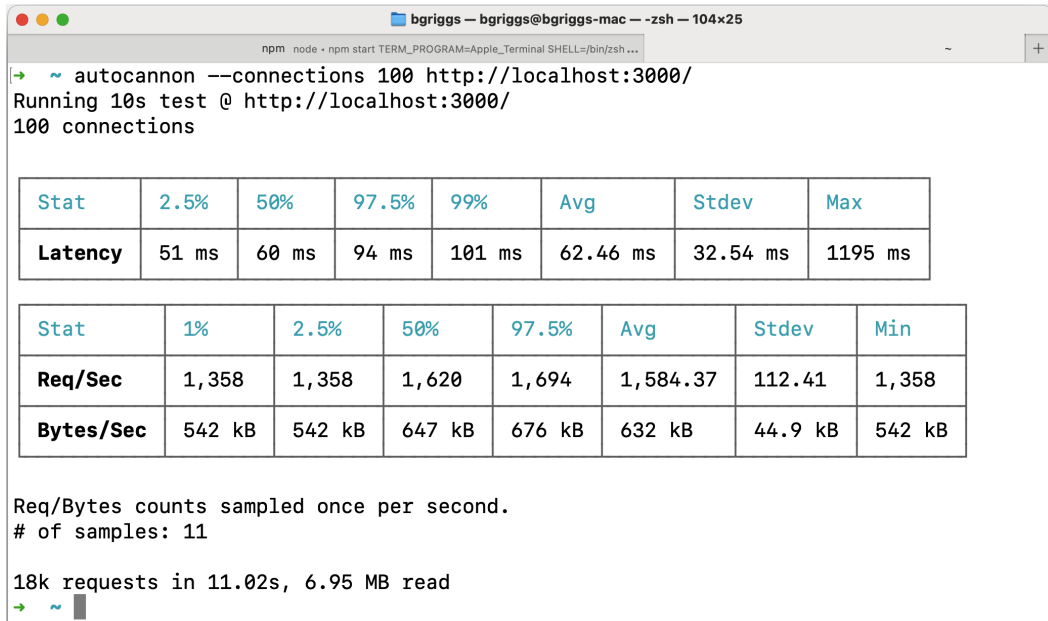 bgriggs — bgriggs@bgriggs-mac — -zsh — 104×25
npm node • npm start TERM_PROGRAM=Apple_Terminal SHELL=/bin/zsh ... ~ +
[→ ~ autocannon --connections 100 http://localhost:3000/
Running 10s test @ http://localhost:3000/
100 connections
Stat 2.5% 50% 97.5% 99% Avg Stdev Max
Latency 51 ms 60 ms 94 ms 101 ms 62.46 ms 32.54 ms 1195 ms
Stat 1% 2.5% 50% 97.5% Avg Stdev Min
Req/Sec 1,358 1,358 1,620 1,694 1,584.37 112.41 1,358
Bytes/Sec 542 kB 542 kB 647 kB 676 kB 632 kB 44.9 kB 542 kB
Req/Bytes counts sampled once per second.
# of samples: 11
18k requests in 11.02s, 6.95 MB read
→ ~